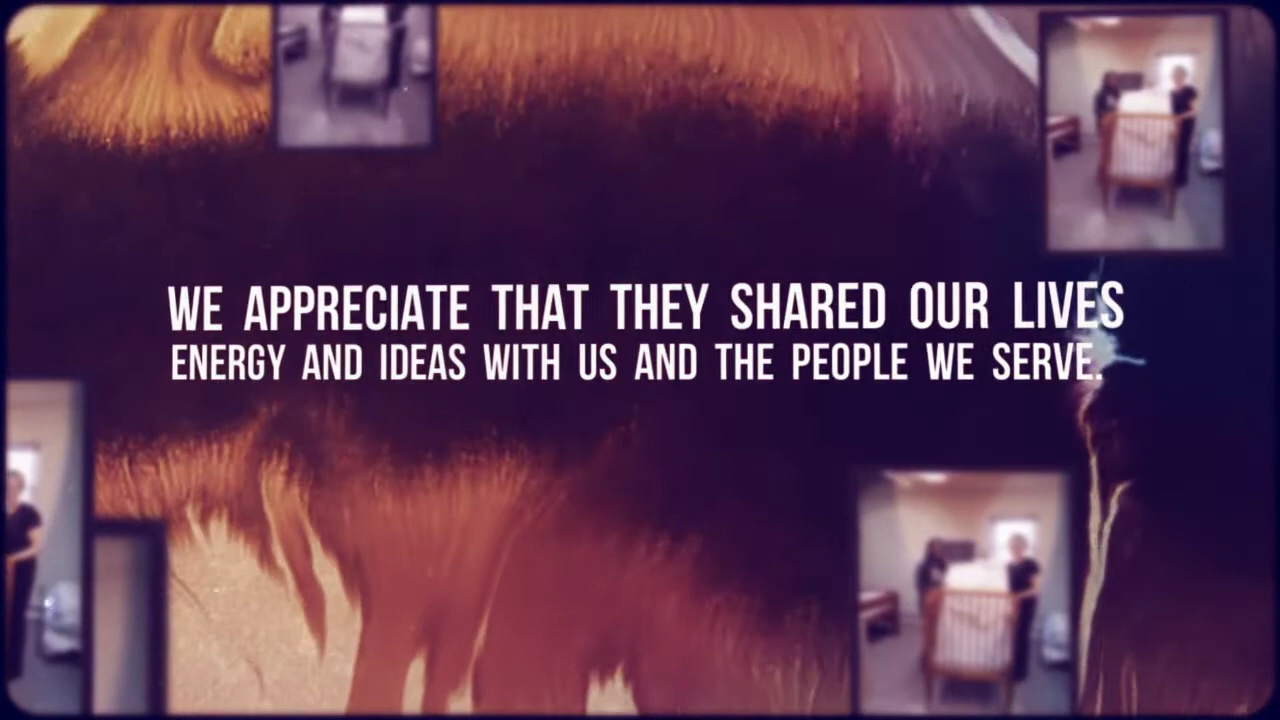 WE APPRECIATE THAT THEY SHARED OUR LIVES
ENERGY AND IDEAS WITH US AND THE PEOPLE WE SERVE.